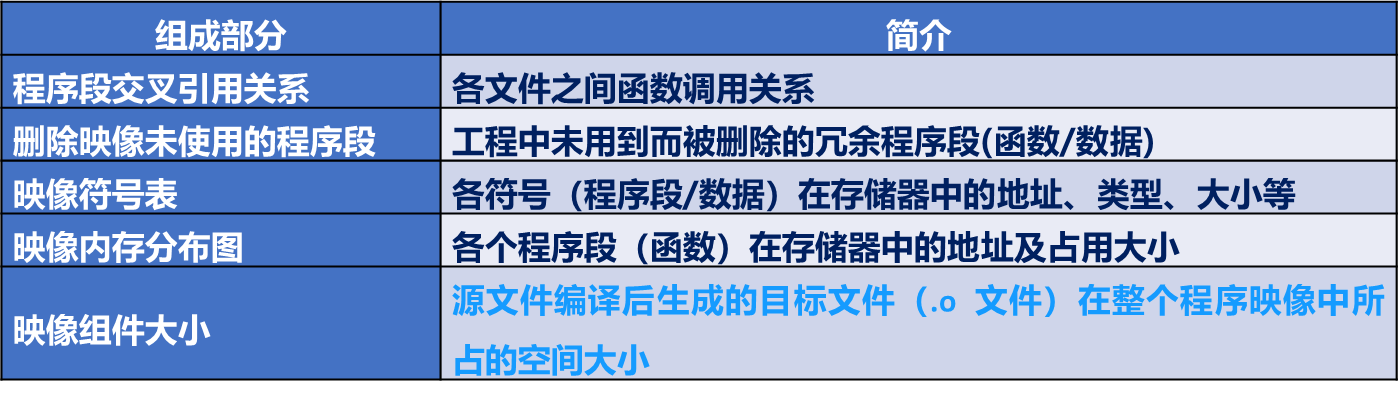 组成部分 简介
程序段交叉引用关系 各文件之间函数调用关系
删除映像未使用的程序段 工程中未用到而被删除的冗余程序段(函数/数据)
映像符号表 各符号（程序段/数据）在存储器中的地址、类型、大小等
映像内存分布图 各个程序段（函数）在存储器中的地址及占用大小
映像组件大小 源文件编译后生成的目标文件（.o 文件）在整个程序映像中所
占的空间大小